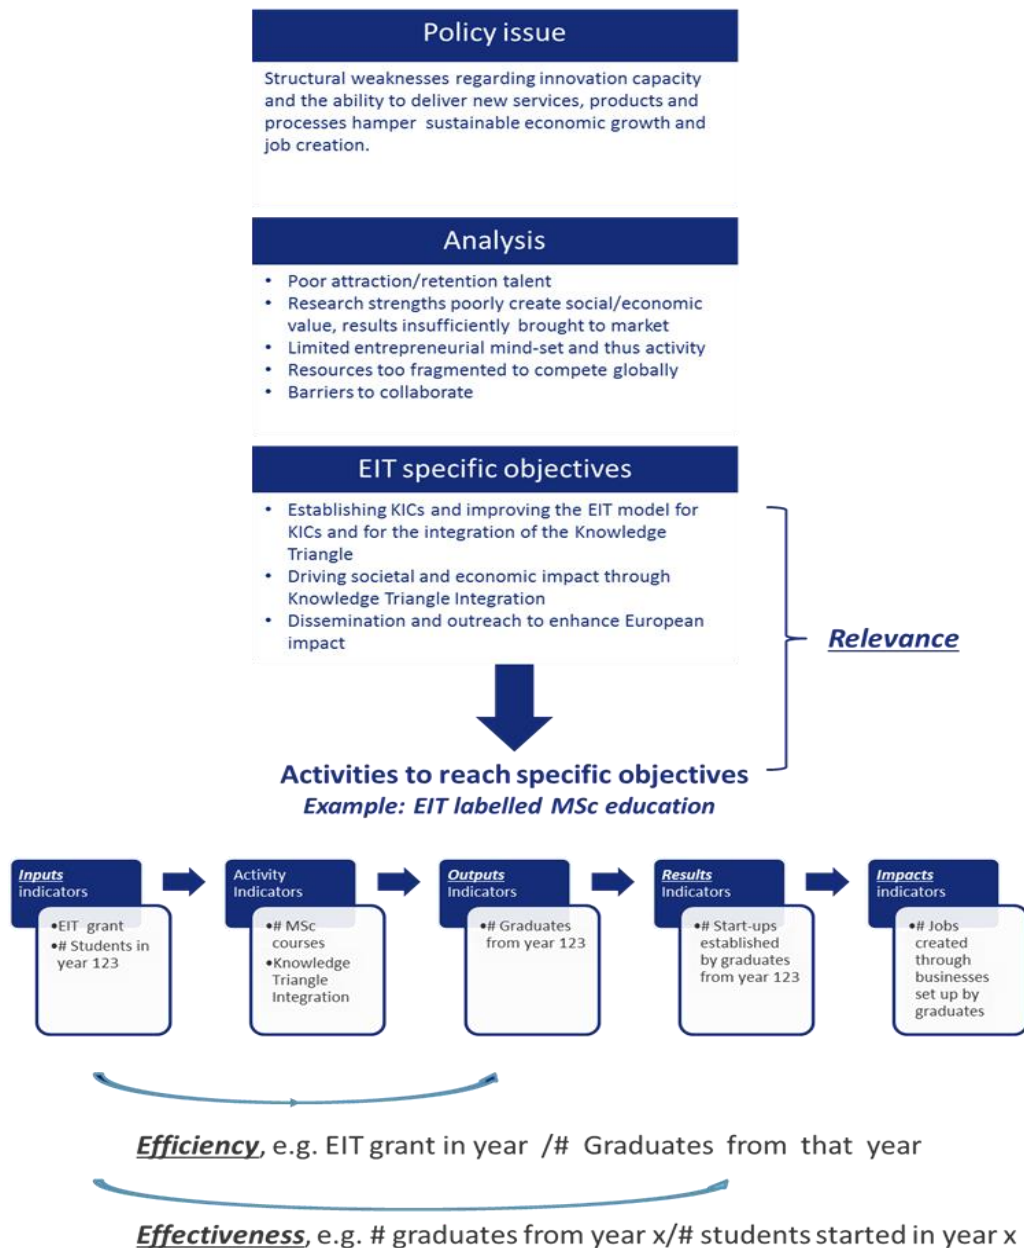 Policy issue
Structural weaknesses regarding innovation capacity
and the ability to deliver new services, products and
processes hamper sustainable economic growth and
job creation.
Analysis
• Poor attraction/retention talent
• Research strengths poorly create social/economic
value, results insufficiently brought to market
• Limited entrepreneurial mind-set and thus activity
• Resources too fragmented to compete globally
• Barriers to collaborate
EIT specific objectives
• Establishing KICs and improving the EIT model for
KICs and for the integration of the Knowledge
Triangle
• Driving societal and economic impact through
Knowledge Triangle Integration
• Dissemination and outreach to enhance European
impact
Relevance
Activities to reach specific objectives
Example: EIT labelled MSc education
Inputs
indicators
•EIT grant
•# Students in
year 123
Activity
Indicators
•# MSc
courses
•Knowledge
Triangle
Integration
Outputs
Indicators
•# Graduates
from year 123
Results
Indicators
•# Start-ups
established
by graduates
from year 123
Impacts
indicators
•# Jobs
created
through
businesses
set up by
graduates
Efficiency, e.g. EIT grant in year /# Graduates from that year
Effectiveness, e.g. # graduates from year x/# students started in year x